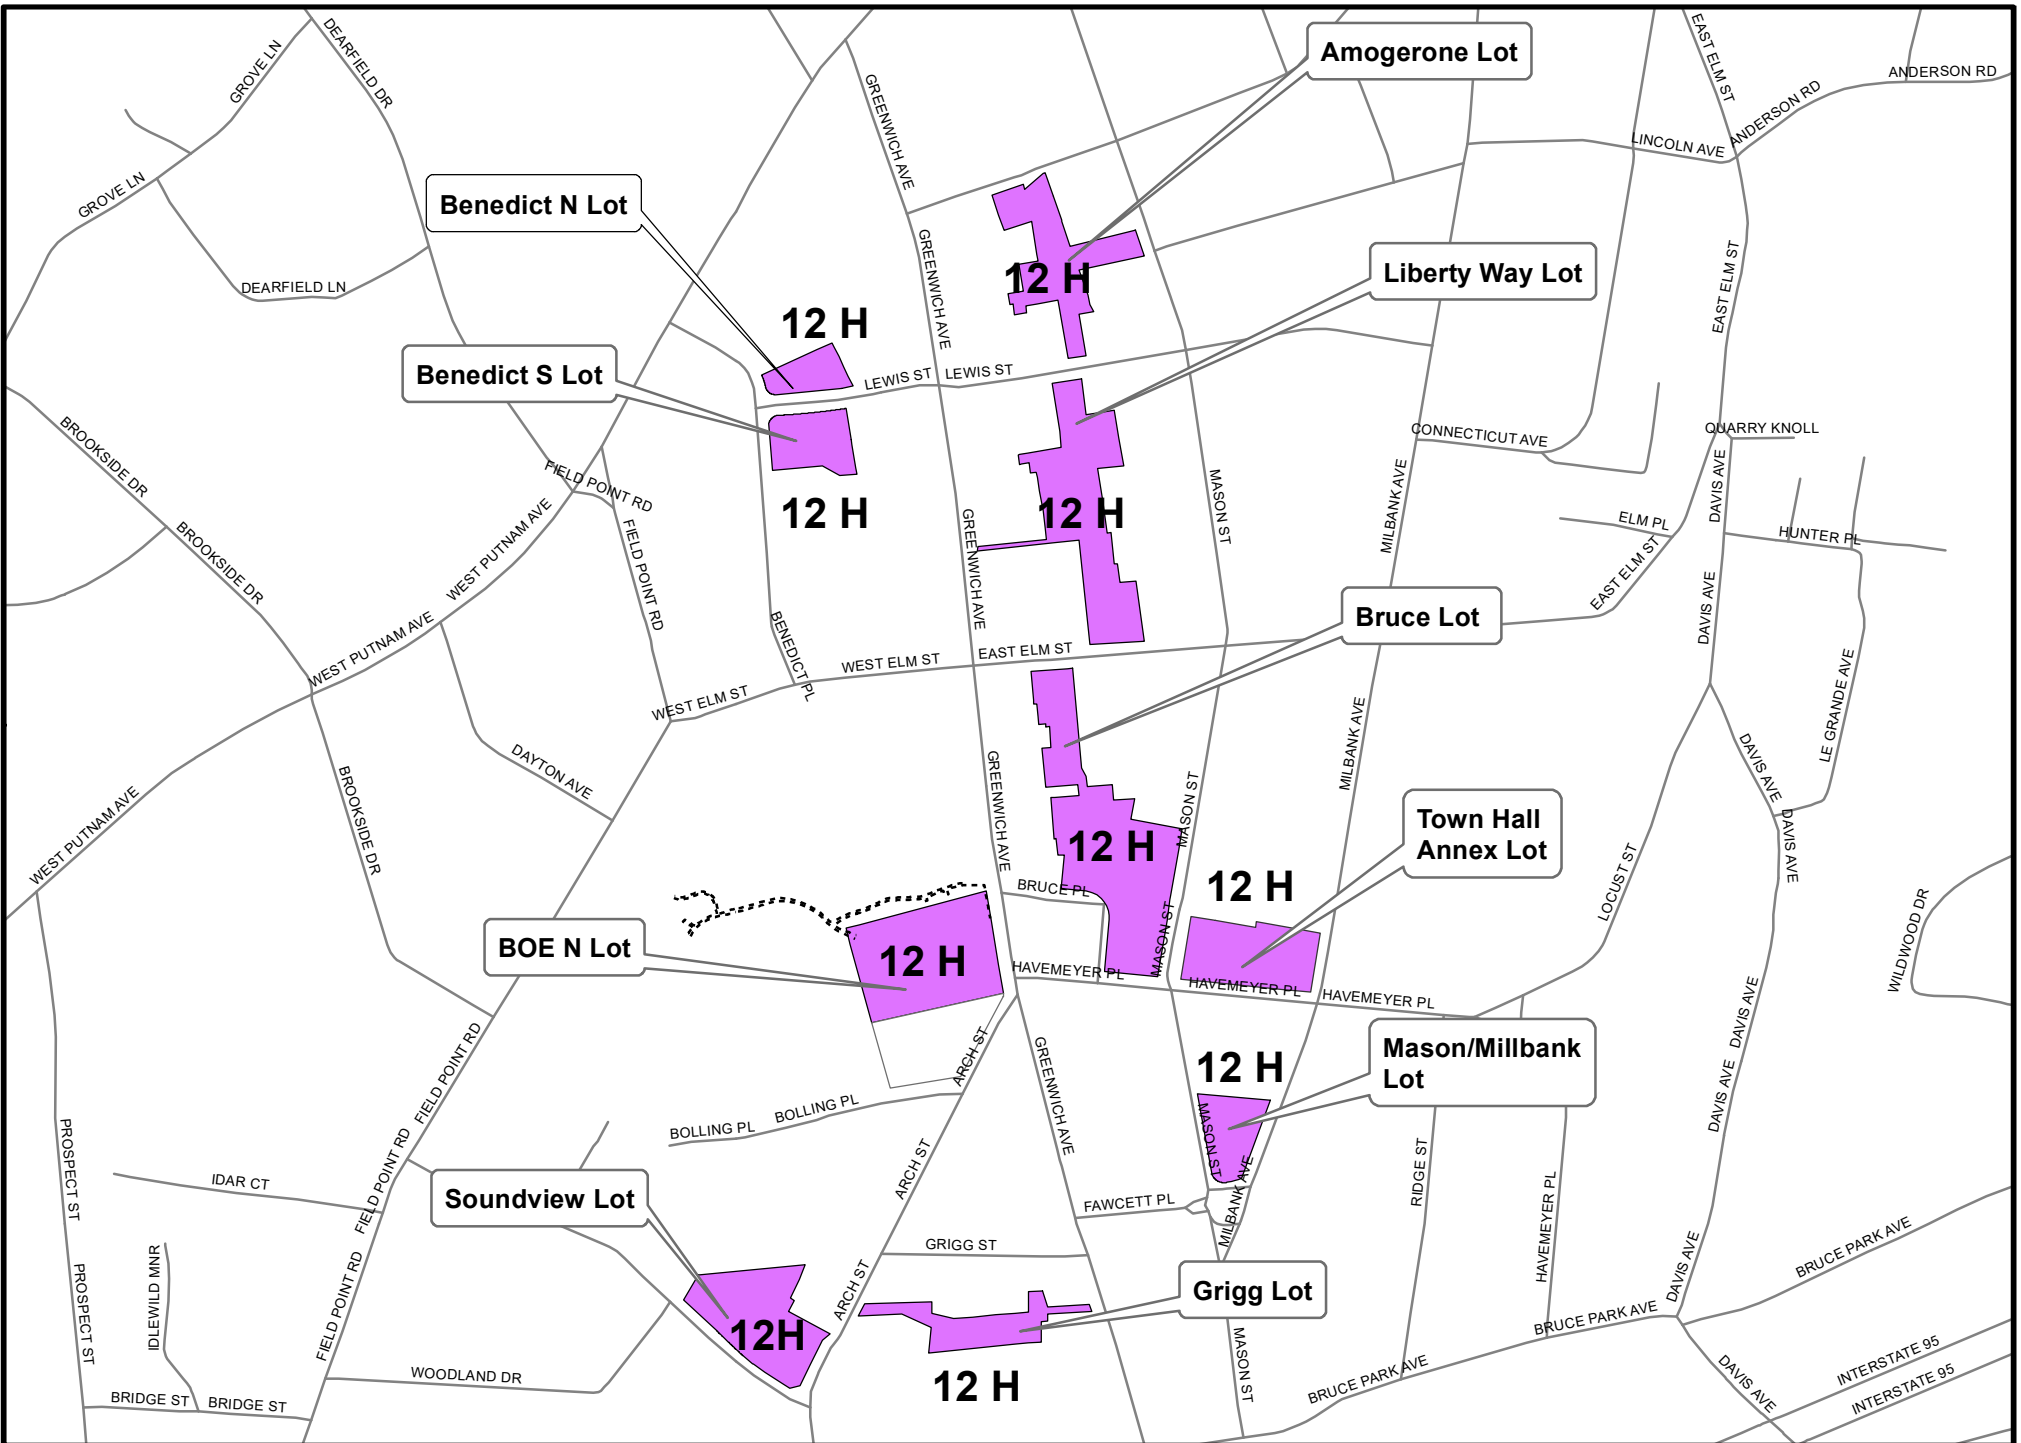 EAST ELM ST
DEARFIELD DR
GROVE LN
Amogerone Lot
ANDERSON RD
GREENWICH AVE
ANDERSON RD
LINCOLN AVE
GROVE LN
Benedict N Lot
GREENWICH AVE
EAST ELM ST
12 H
Liberty Way Lot
DEARFIELD LN
12 H
Benedict S Lot
LEWIS ST
LEWIS ST
BROOKSIDE DR
CONNECTICUT AVE
QUARRY KNOLL
FIELD POINT RD
MASON ST
MILBANK AVE
DAVIS AVE
12 H
12 H
WEST PUTNAM AVE
BROOKSIDE DR
FIELD POINT RD
GREENWICH AVE
ELM PL
HUNTER PL
EAST ELM ST
DAVIS AVE
Bruce Lot
WEST PUTNAM AVE
BENEDICT PL
WEST ELM ST
EAST ELM ST
WEST ELM ST
LE GRANDE AVE
MILBANK AVE
DAYTON AVE
GREENWICH AVE
MASON ST
DAVIS AVE
WEST PUTNAM AVE
BROOKSIDE DR
12 H
Town Hall
Annex Lot
DAVIS AVE
LOCUST ST
12 H
BRUCE PL
BOE N Lot
12 H
MASON ST
WILDWOOD DR
HAVEMEYER PL
HAVEMEYER PL
HAVEMEYER PL
DAVIS AVE
FIELD POINT RD
ARCH ST
GREENWICH AVE
12 H
Mason/Millbank
Lot
BOLLING PL
BOLLING PL
MASON ST
DAVIS AVE
PROSPECT ST
FIELD POINT RD
IDAR CT
ARCH ST
RIDGE ST
HAVEMEYER PL
Soundview Lot
FAWCETT PL
MILBANK AVE
GRIGG ST
BRUCE PARK AVE
DAVIS AVE
PROSPECT ST
IDLEWILD MNR
FIELD POINT RD
ARCH ST
Grigg Lot
12H
BRUCE PARK AVE
MASON ST
12 H
WOODLAND DR
BRUCE PARK AVE
DAVIS AVE
INTERSTATE 95
INTERSTATE 95
BRIDGE ST
BRIDGE ST